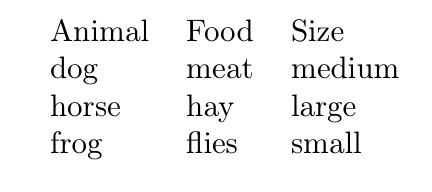 Animal Food Size
dog meat medium
horse hay large
frog flies small